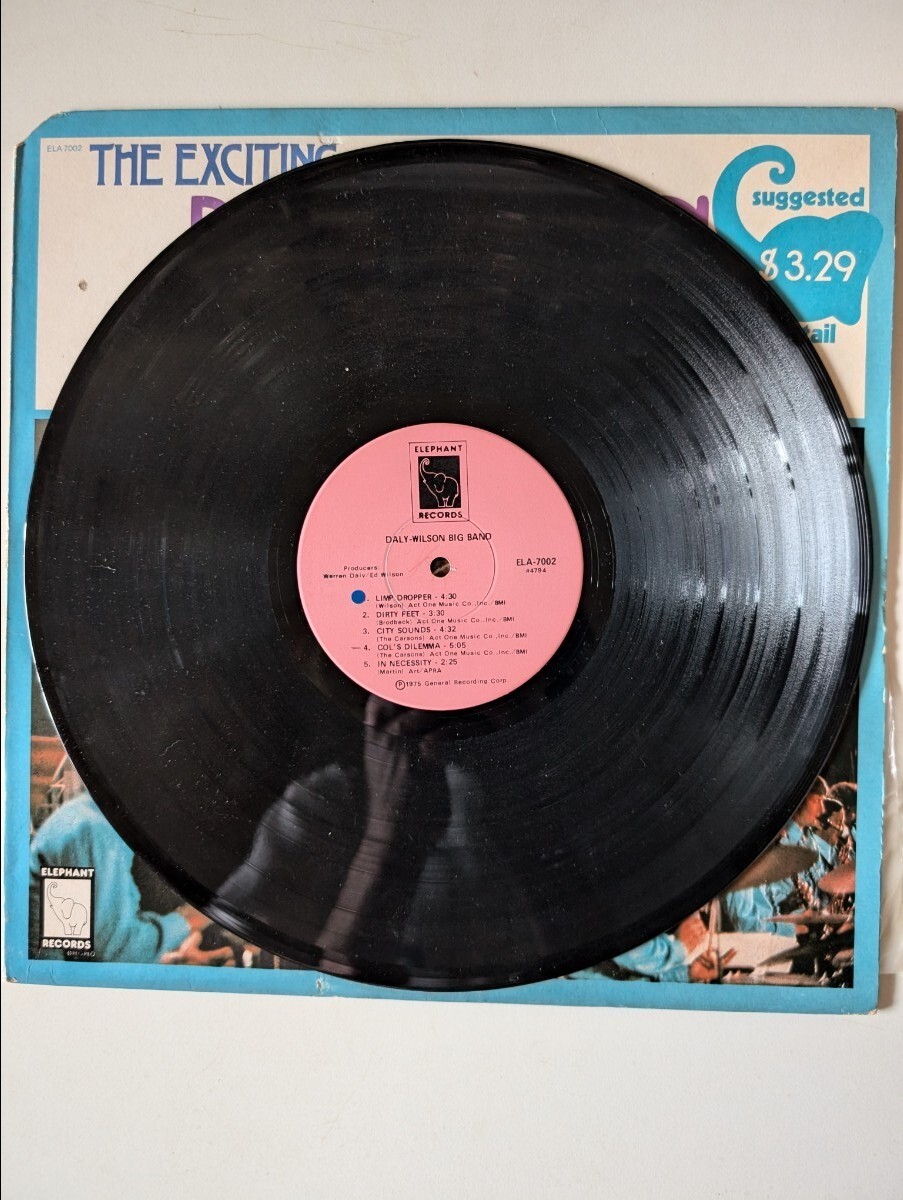 ELA 7002
THE EXCITING
suggested
$3.29
ELEPHANT
RECORDS
DALY-WILSON BIG BAND
Producers:
Warren Daly/Ed Wilson
ELA-7002
#4794
1. LIMP DROPPER - 4:30
(Wilson) Act One Music Co.,Inc./BMI
2. DIRTY FEET - 3:30
(Brodback) Act One Music Co.,Inc./BMI
3. CITY SOUNDS - 4:32
(The Carsons) Act One Music Co.,Inc./BMI
4. COL'S DILEMMA - 5:05
(The Carsons) Act One Music Co.,Inc./BMI
5. IN NECESSITY - 2:25
(Martin) Art/APRA
Ⓟ1975 General Recording Corp.
ELEPHANT
RECORDS